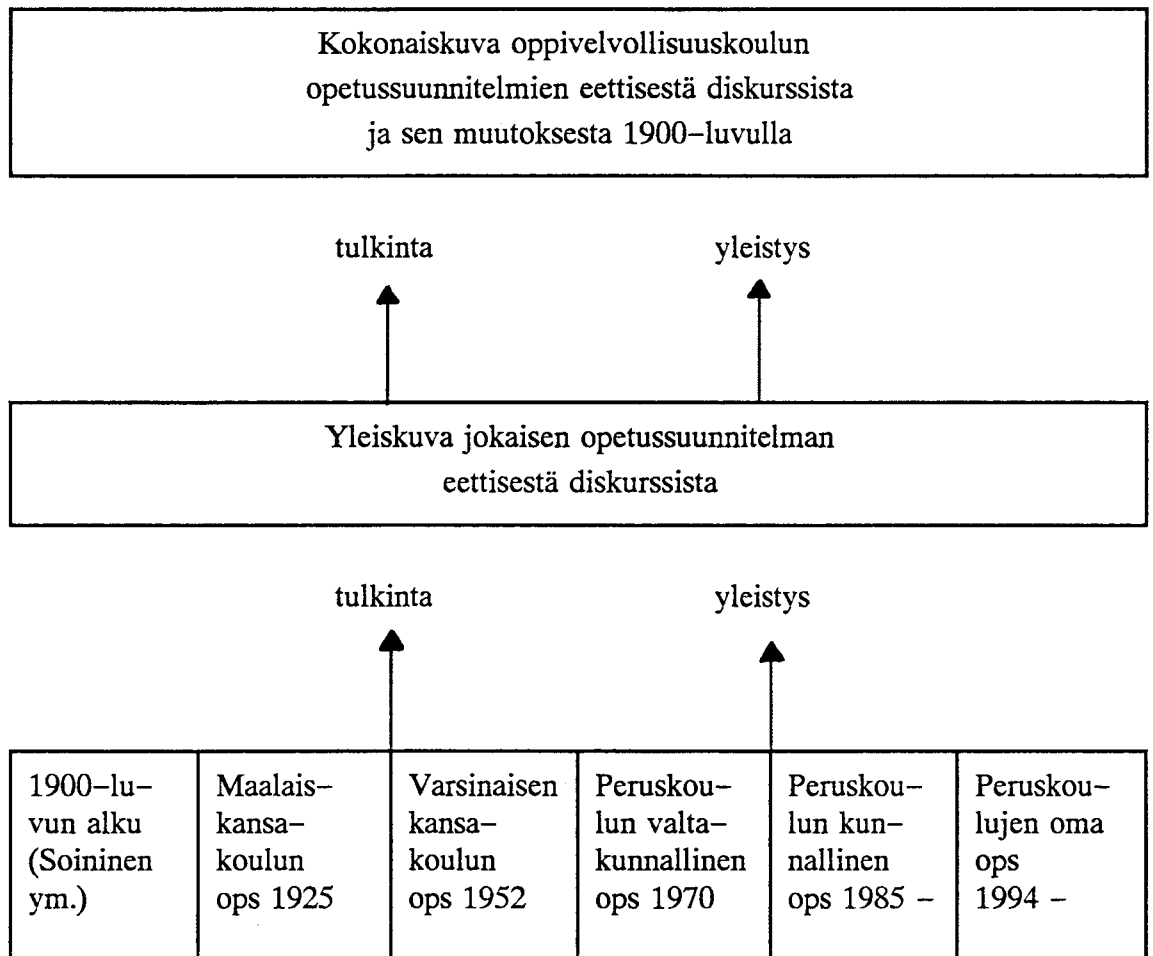 Kokonaiskuva oppivelvollisuuskoulun
opetussuunnitelmien eettisestä diskurssista
ja sen muutoksesta 1900–luvulla
tulkinta yleistys
Yleiskuva jokaisen opetussuunnitelman
eettisestä diskurssista
tulkinta yleistys
1900–lu–
vun alku
(Soininen
ym.)
Maalais–
kansa–
koulun
ops 1925
Varsinaisen
kansa–
koulun
ops 1952
Peruskou–
lun valta–
kunnallinen
ops 1970
Peruskou–
lun kun–
nallinen
ops 1985 –
Peruskou–
lujen oma
ops
1994 –